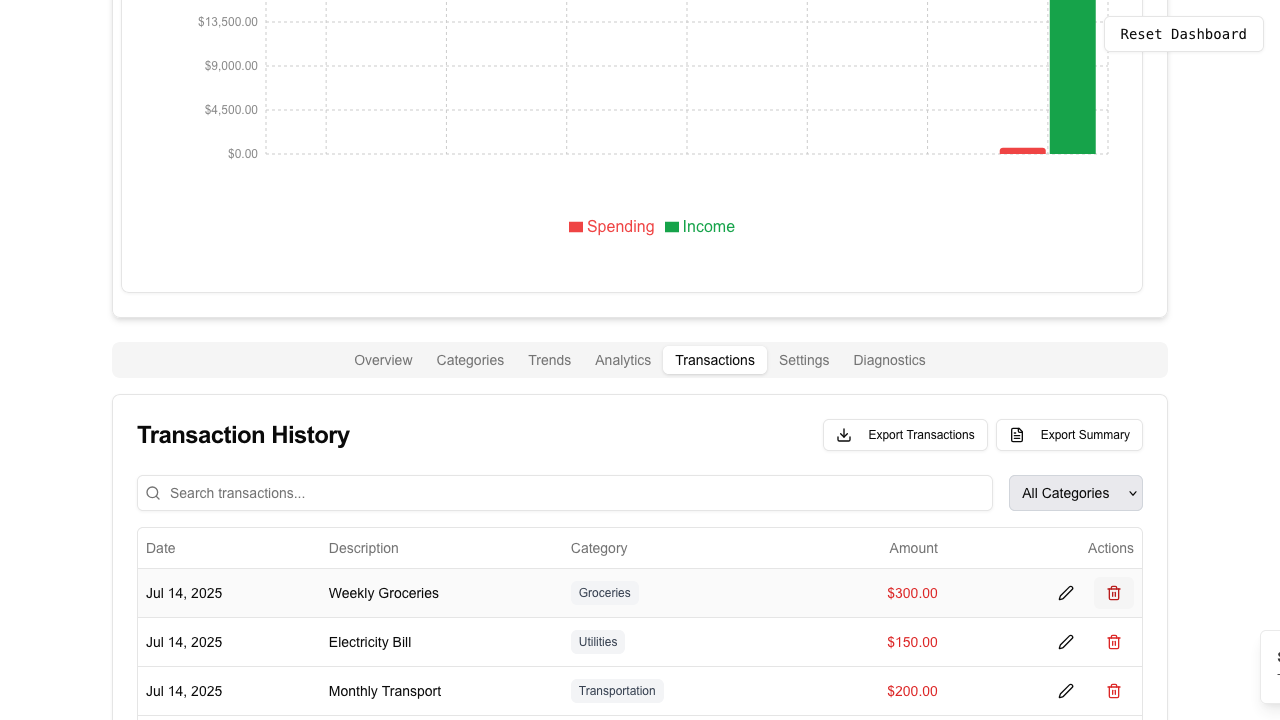 $13,500.00
Reset Dashboard
$9,000.00
$4,500.00
$0.00
Spending Income
Overview Categories Trends Analytics Transactions Settings Diagnostics
Transaction History
Export Transactions Export Summary
Search transactions... All Categories
Date Description Category Amount Actions
Jul 14, 2025 Weekly Groceries Groceries $300.00
Jul 14, 2025 Electricity Bill Utilities $150.00
Jul 14, 2025 Monthly Transport Transportation $200.00